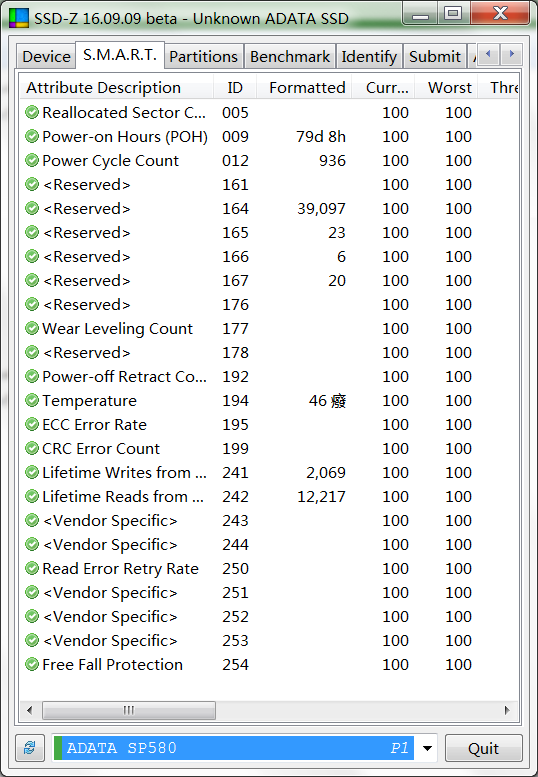 SSD-Z 16.09.09 beta - Unknown ADATA SSD
Device S.M.A.R.T. Partitions Benchmark Identify Submit
Attribute Description ID Formatted Curr... Worst Thre
Reallocated Sector C... 005 100 100
Power-on Hours (POH) 009 79d 8h 100 100
Power Cycle Count 012 936 100 100
<Reserved> 161 100 100
<Reserved> 164 39,097 100 100
<Reserved> 165 23 100 100
<Reserved> 166 6 100 100
<Reserved> 167 20 100 100
<Reserved> 176 100 100
Wear Leveling Count 177 100 100
<Reserved> 178 100 100
Power-off Retract Co... 192 100 100
Temperature 194 46 癈 100 100
ECC Error Rate 195 100 100
CRC Error Count 199 100 100
Lifetime Writes from ... 241 2,069 100 100
Lifetime Reads from ... 242 12,217 100 100
<Vendor Specific> 243 100 100
<Vendor Specific> 244 100 100
Read Error Retry Rate 250 100 100
<Vendor Specific> 251 100 100
<Vendor Specific> 252 100 100
<Vendor Specific> 253 100 100
Free Fall Protection 254 100 100
ADATA SP580 P1 Quit